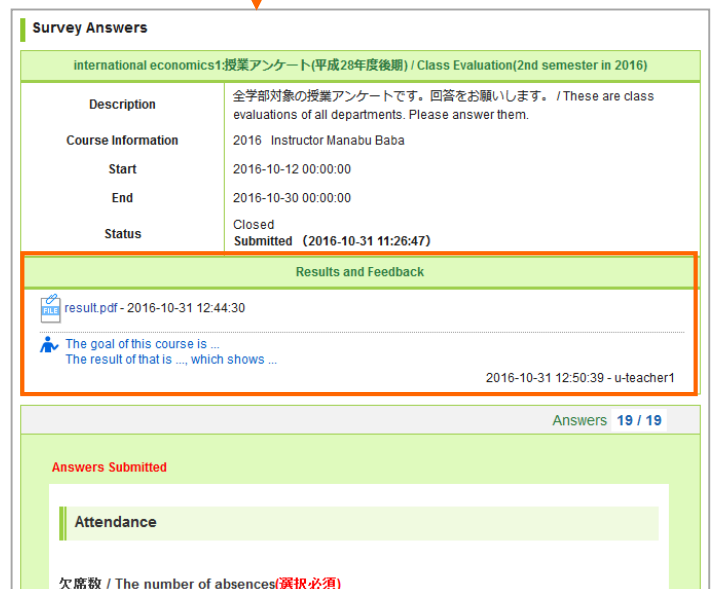 Survey Answers
international economics1:授業アンケート(平成28年度後期) / Class Evaluation(2nd semester in 2016)
Description
全学部対象の授業アンケートです。回答をお願いします。 / These are class
evaluations of all departments. Please answer them.
Course Information
2016 Instructor Manabu Baba
Start
2016-10-12 00:00:00
End
2016-10-30 00:00:00
Status
Closed
Submitted （2016-10-31 11:26:47）
Results and Feedback
FILE
result.pdf - 2016-10-31 12:44:30
The goal of this course is ...
The result of that is ..., which shows ...
2016-10-31 12:50:39 - u-teacher1
Answers 19 / 19
Answers Submitted
Attendance
欠席数 / The number of absences(選択必須)